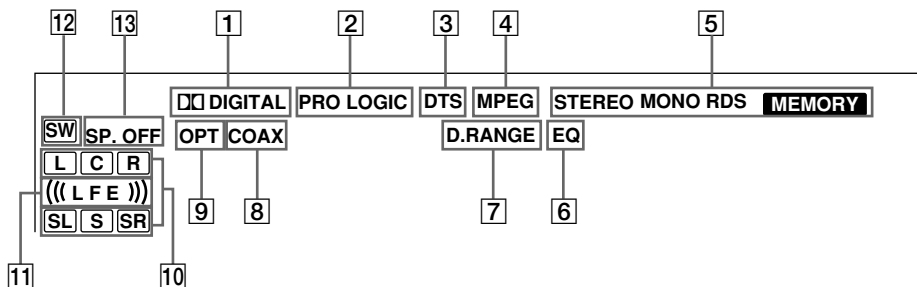 12 13 1 2 3 4 5
DIGITAL PRO LOGIC DTS MPEG STEREO MONO RDS MEMORY
SW SP. OFF OPT COAX D.RANGE EQ
L C R
((( L F E )))
SL S SR
9 8 7 6
11 10